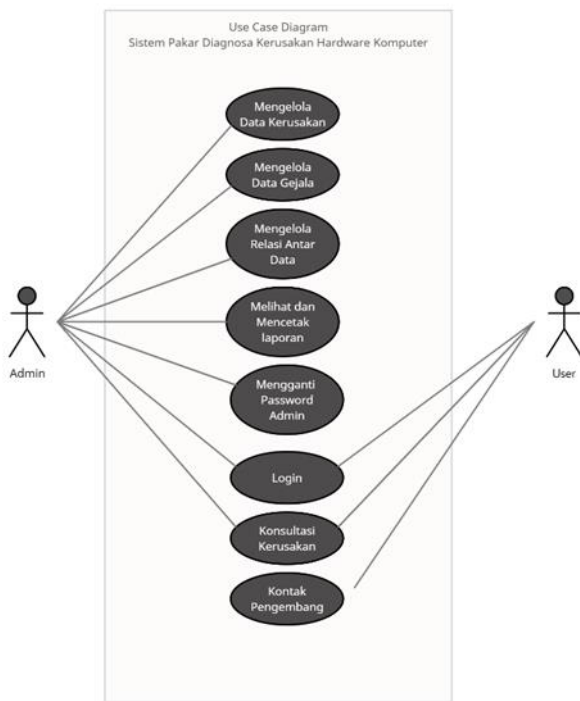 Use Case Diagram
Sistem Pakar Diagnosa Kerusakan Hardware Komputer
Mengelola
Data Kerusakan
Mengelola
Data Gejala
Mengelola
Relasi Antar
Data
Melihat dan
Mencetak
laporan
Admin
User
Mengganti
Password
Admin
Login
Konsultasi
Kerusakan
Kontak
Pengembang